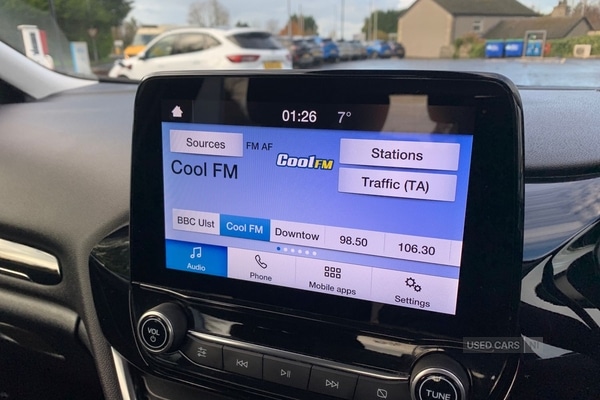 01:26 7°
Sources
FM AF
Cool FM
Stations
Cool FM
Traffic (TA)
BBC Ulst
Cool FM
Downtow
98.50
106.30
Audio
Phone
Mobile apps
Settings
VOL
TUNE
USED CARS NI